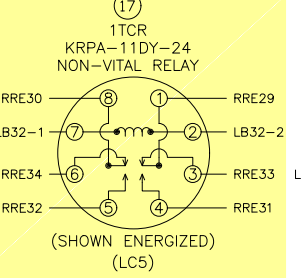 17
1TCR
KRPA-11DY-24
NON-VITAL RELAY
RRE30 8 1 RRE29
LB32-1 7 2 LB32-2
RRE34 6 3 RRE33 L
RRE32 5 4 RRE31
(SHOWN ENERGIZED)
(LC5)